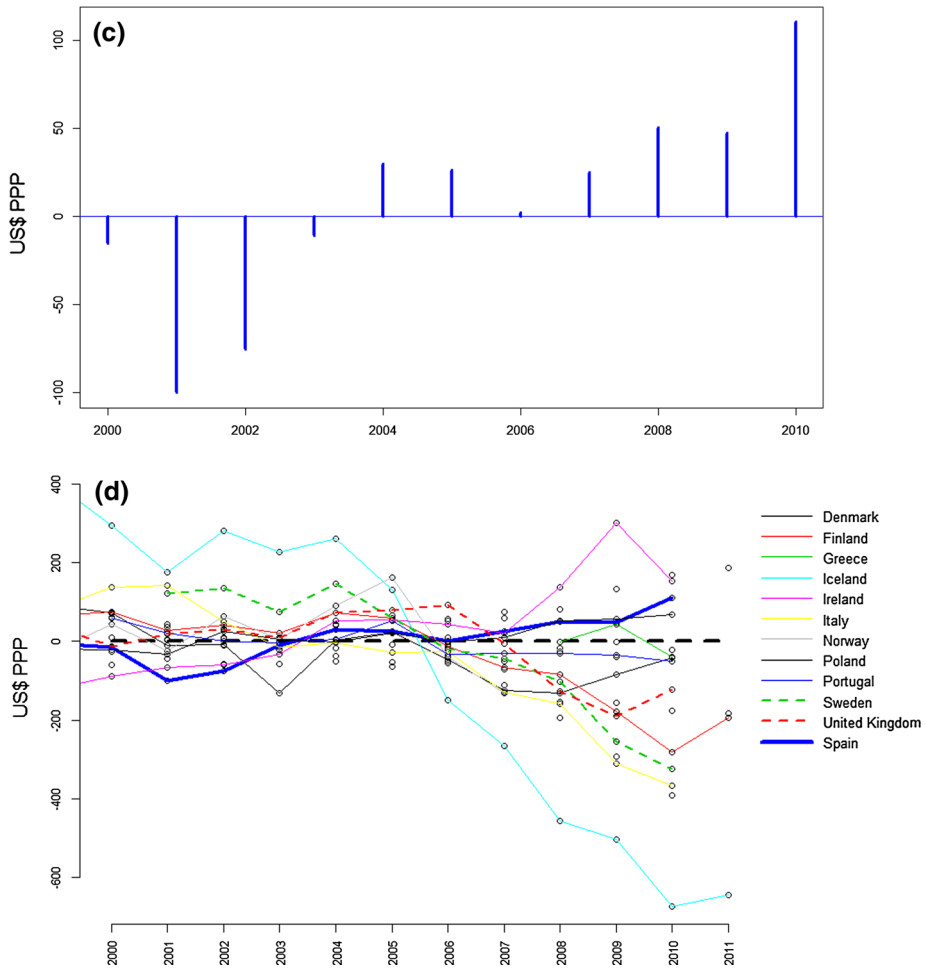 (c)
US$ PPP
100
50
0
-50
-100
2000 2002 2004 2006 2008 2010
(d)
US$ PPP
400
200
0
-200
-400
-600
2000 2001 2002 2003 2004 2005 2006 2007 2008 2009 2010 2011
Denmark
Finland
Greece
Iceland
Ireland
Italy
Norway
Poland
Portugal
Sweden
United Kingdom
Spain